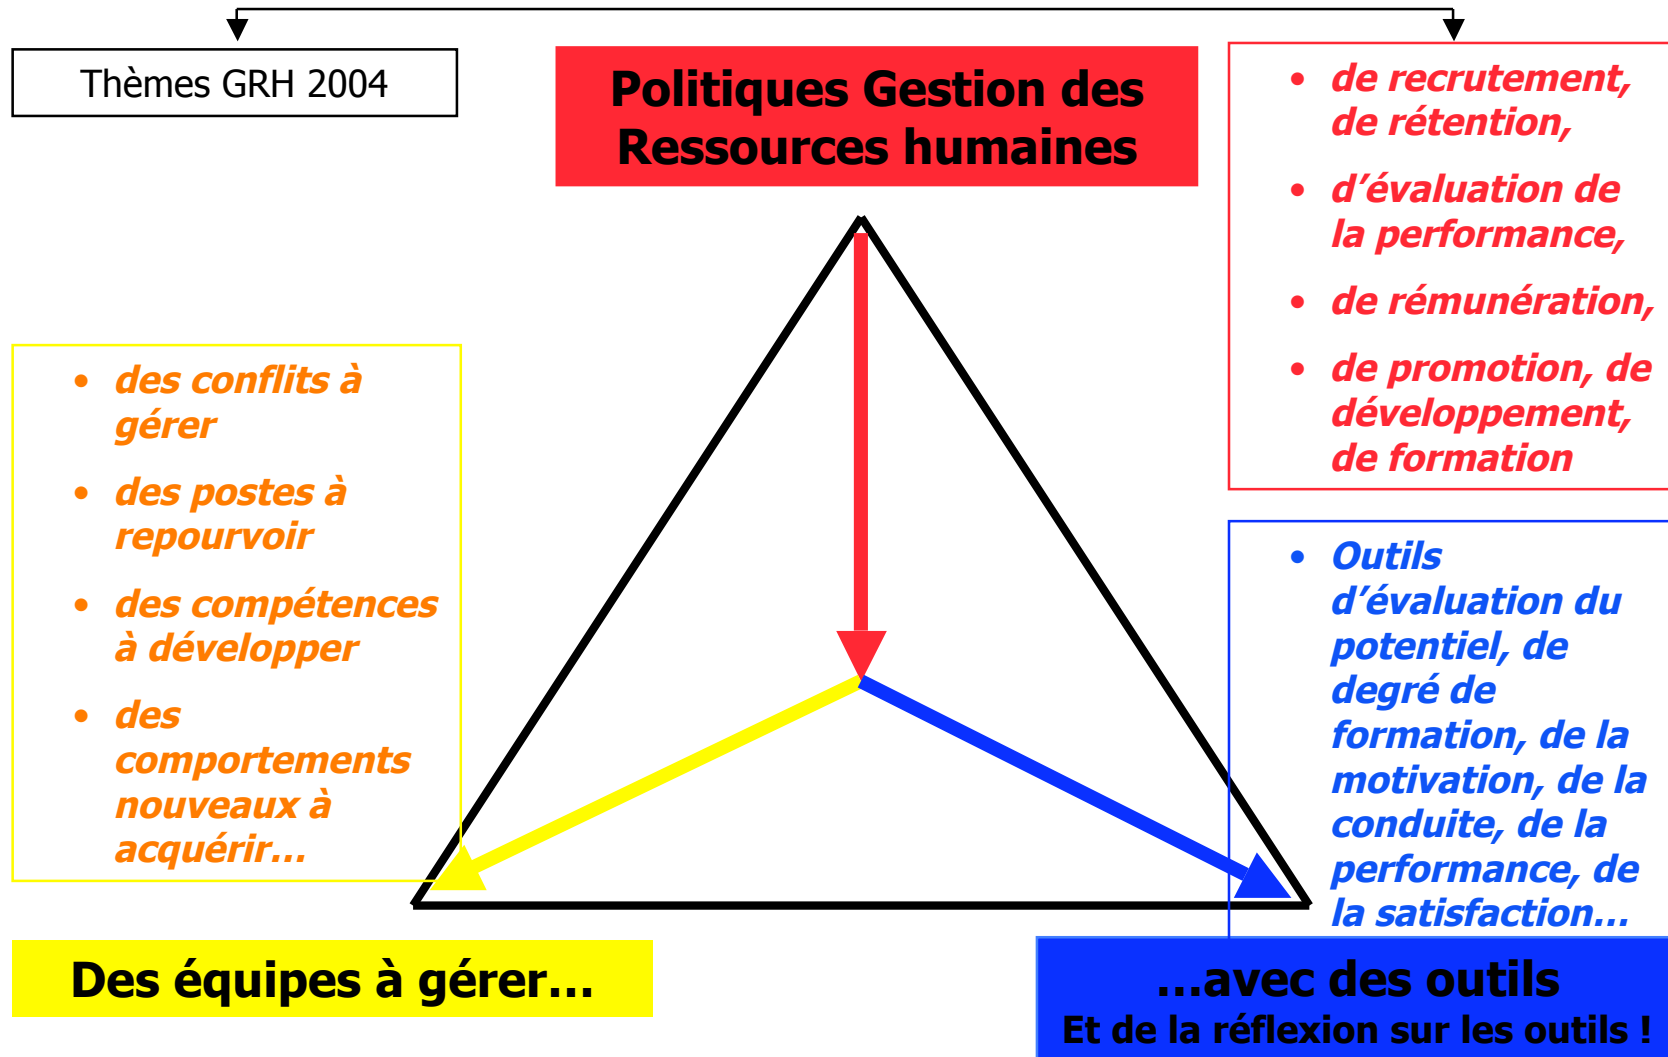 Thèmes GRH 2004
Politiques Gestion des
Ressources humaines
• de recrutement,
de rétention,
• d’évaluation de
la performance,
• de rémunération,
• de promotion, de
développement,
de formation
• des conflits à
gérer
• des postes à
repourvoir
• des compétences
à développer
• des
comportements
nouveaux à
acquérir…
• Outils
d’évaluation du
potentiel, de
degré de
formation, de la
motivation, de la
conduite, de la
performance, de
la satisfaction…
Des équipes à gérer…
…avec des outils
Et de la réflexion sur les outils !